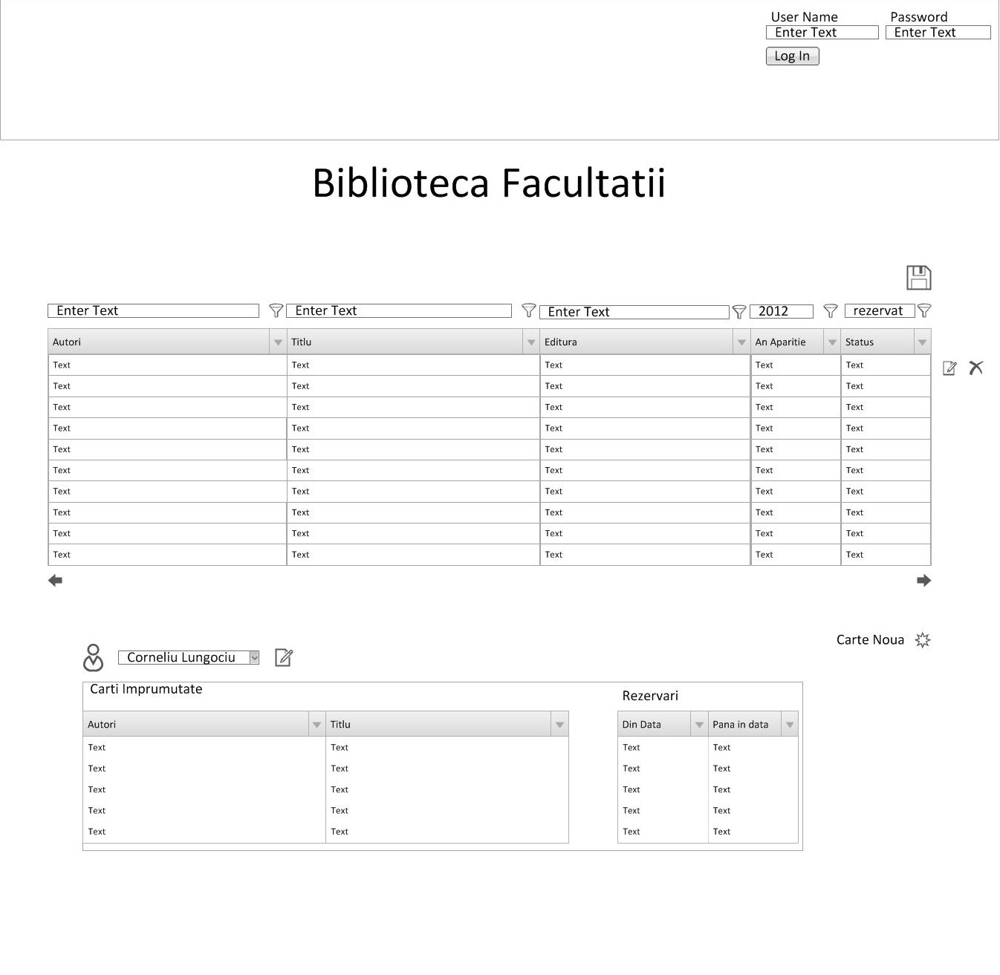 User Name Password
Enter Text Enter Text
Log In
Biblioteca Facultatii
Enter Text Enter Text Enter Text 2012 rezervat
Autori Titlu Editura An Aparitie Status
Text Text Text Text Text
Text Text Text Text Text
Text Text Text Text Text
Text Text Text Text Text
Text Text Text Text Text
Text Text Text Text Text
Text Text Text Text Text
Text Text Text Text Text
Text Text Text Text Text
Text Text Text Text Text
Carte Noua
Corneliu Lungociu
Carti Imprumutate
Rezervari
Autori Titlu Din Data Pana in data
Text Text Text Text
Text Text Text Text
Text Text Text Text
Text Text Text Text
Text Text Text Text